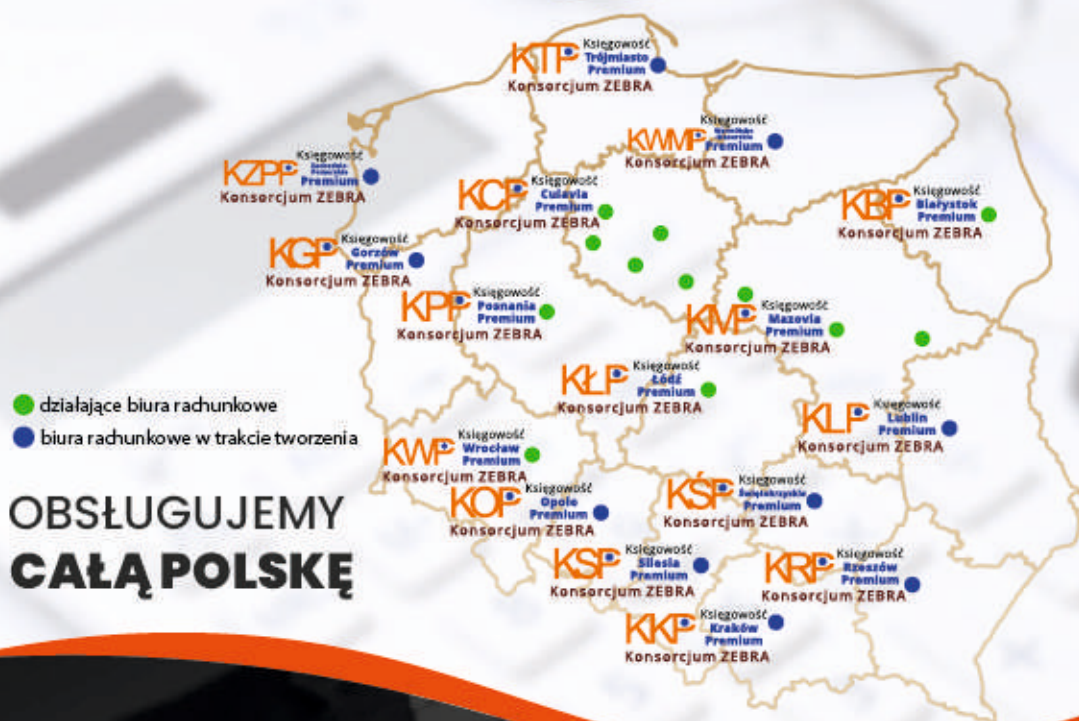 KTP Księgowość
Trójmiasto
Premium
Konsorcjum ZEBRA
KWMP Księgowość
Premium
Konsorcjum ZEBRA
KZPP Księgowość
Premium
Konsorcjum ZEBRA
KCP Księgowość
Cuiavia
Premium
Konsorcjum ZEBRA
KBP Księgowość
Białystok
Premium
Konsorcjum ZEBRA
KGP Księgowość
Gorzów
Premium
Konsorcjum ZEBRA
KPP Księgowość
Posnania
Premium
Konsorcjum ZEBRA
KMP Księgowość
Mazovia
Premium
Konsorcjum ZEBRA
KŁP Księgowość
Łódź
Premium
Konsorcjum ZEBRA
KLP Księgowość
Lublin
Premium
Konsorcjum ZEBRA
działające biura rachunkowe
biura rachunkowe w trakcie tworzenia
KWP Księgowość
Wrocław
Premium
Konsorcjum ZEBRA
KOP Księgowość
Opole
Premium
Konsorcjum ZEBRA
KŚP Księgowość
Świętokrzyskie
Premium
Konsorcjum ZEBRA
OBSŁUGUJEMY
CAŁĄ POLSKĘ
KSP Księgowość
Silesia
Premium
Konsorcjum ZEBRA
KRP Księgowość
Rzeszów
Premium
Konsorcjum ZEBRA
KKP Księgowość
Kraków
Premium
Konsorcjum ZEBRA